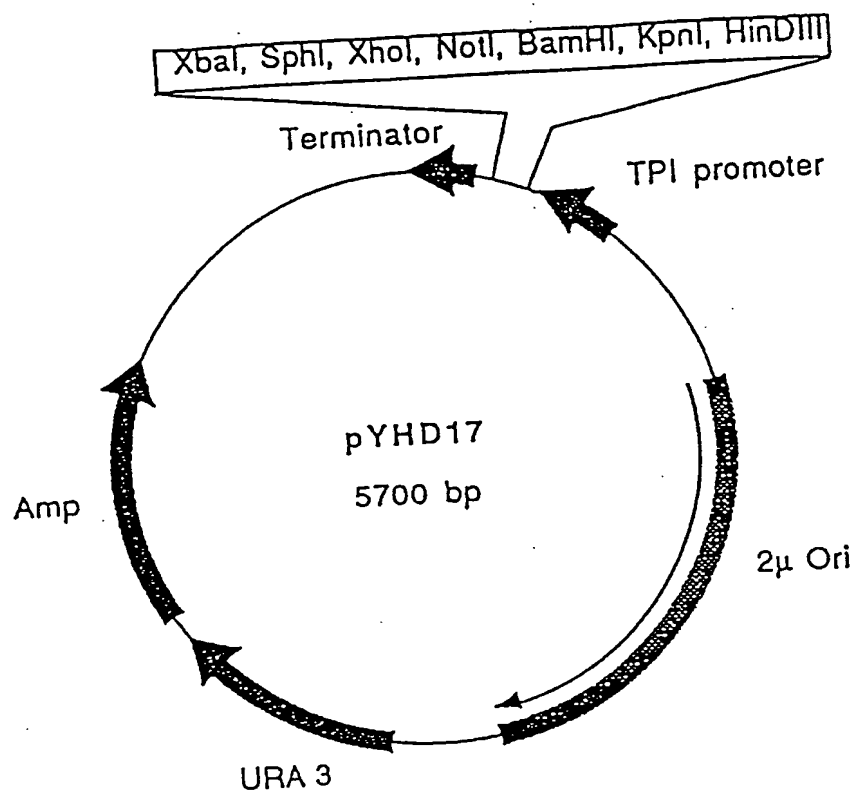 XbaI, SphI, XhoI, NotI, BamHI, KpnI, HinDIII
Terminator
TPI promoter
pYHD17
5700 bp
Amp
2μ Ori
URA 3